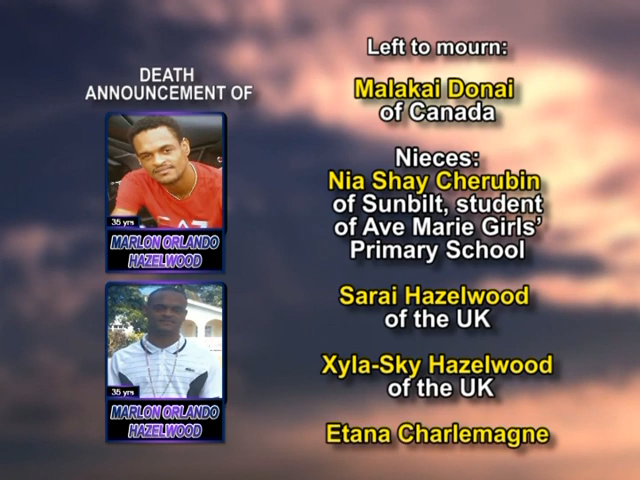 DEATH
ANNOUNCEMENT OF
35 yrs
MARLON ORLANDO
HAZELWOOD
35 yrs
MARLON ORLANDO
HAZELWOOD
Left to mourn:
Malakai Donai
of Canada
Nieces:
Nia Shay Cherubin
of Sunbilt, student
of Ave Marie Girls’
Primary School
Sarai Hazelwood
of the UK
Xyla-Sky Hazelwood
of the UK
Etana Charlemagne